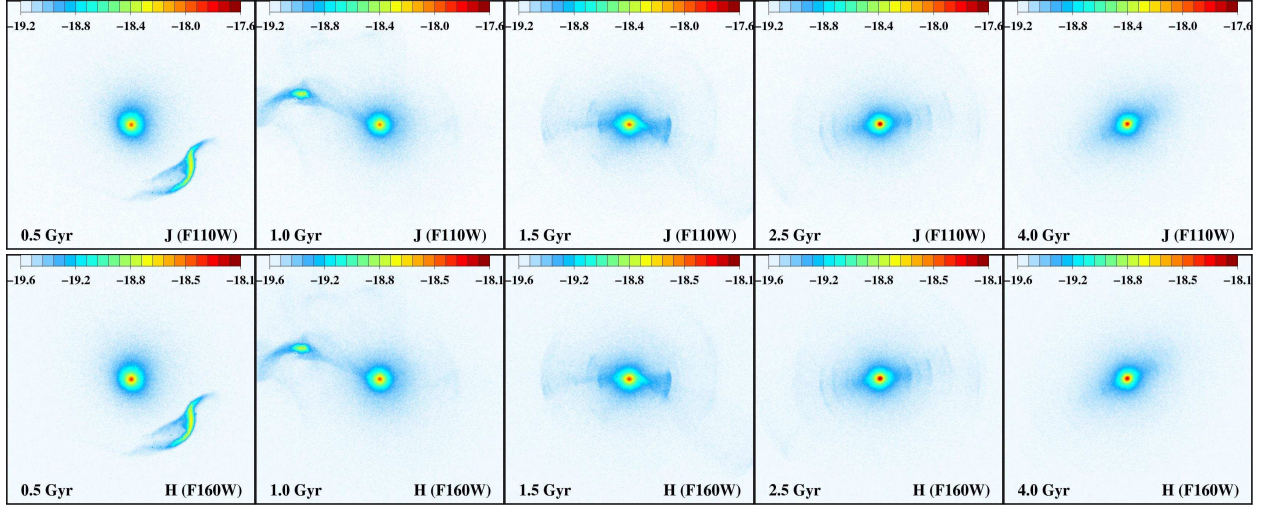 −19.2 −18.8 −18.4 −18.0 −17.6
−19.2 −18.8 −18.4 −18.0 −17.6
−19.2 −18.8 −18.4 −18.0 −17.6
−19.2 −18.8 −18.4 −18.0 −17.6
−19.2 −18.8 −18.4 −18.0 −17.6
0.5 Gyr J (F110W)
1.0 Gyr J (F110W)
1.5 Gyr J (F110W)
2.5 Gyr J (F110W)
4.0 Gyr J (F110W)
−19.6 −19.2 −18.8 −18.5 −18.1
−19.6 −19.2 −18.8 −18.5 −18.1
−19.6 −19.2 −18.8 −18.5 −18.1
−19.6 −19.2 −18.8 −18.5 −18.1
−19.6 −19.2 −18.8 −18.5 −18.1
0.5 Gyr H (F160W)
1.0 Gyr H (F160W)
1.5 Gyr H (F160W)
2.5 Gyr H (F160W)
4.0 Gyr H (F160W)